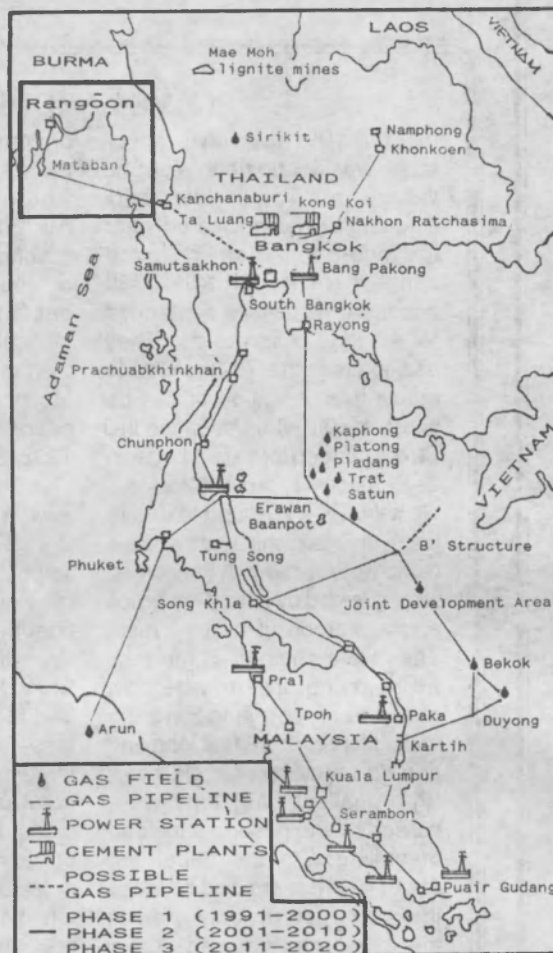 LAOS
VIETNAM
Mae Moh
lignite mines
BURMA
Rangoon
Sirikit
Namphong
Khonkoen
Mataban
THAILAND
Kanchanaburi
Ta Luang
kong Koi
Nakhon Ratchasima
Bangkok
Samutsakhon
Bang Pakong
South Bangkok
Rayong
Adaman Sea
Prachuabkhinkhan
Chunphon
Kaphong
Platong
Pladang
Trat
Satun
VIETNAM
Erawan
Baanpot
B' Structure
Tung Song
Phuket
Song Khla
Joint Development Area
Bekok
Pral
Duyong
Tpoh
Paka
Arun
MALAYSIA
Kartih
GAS FIELD
GAS PIPELINE
POWER STATION
CEMENT PLANTS
POSSIBLE
GAS PIPELINE
PHASE 1 (1991-2000)
PHASE 2 (2001-2010)
PHASE 3 (2011-2020)
Kuala Lumpur
Serambon
Puair Gudang